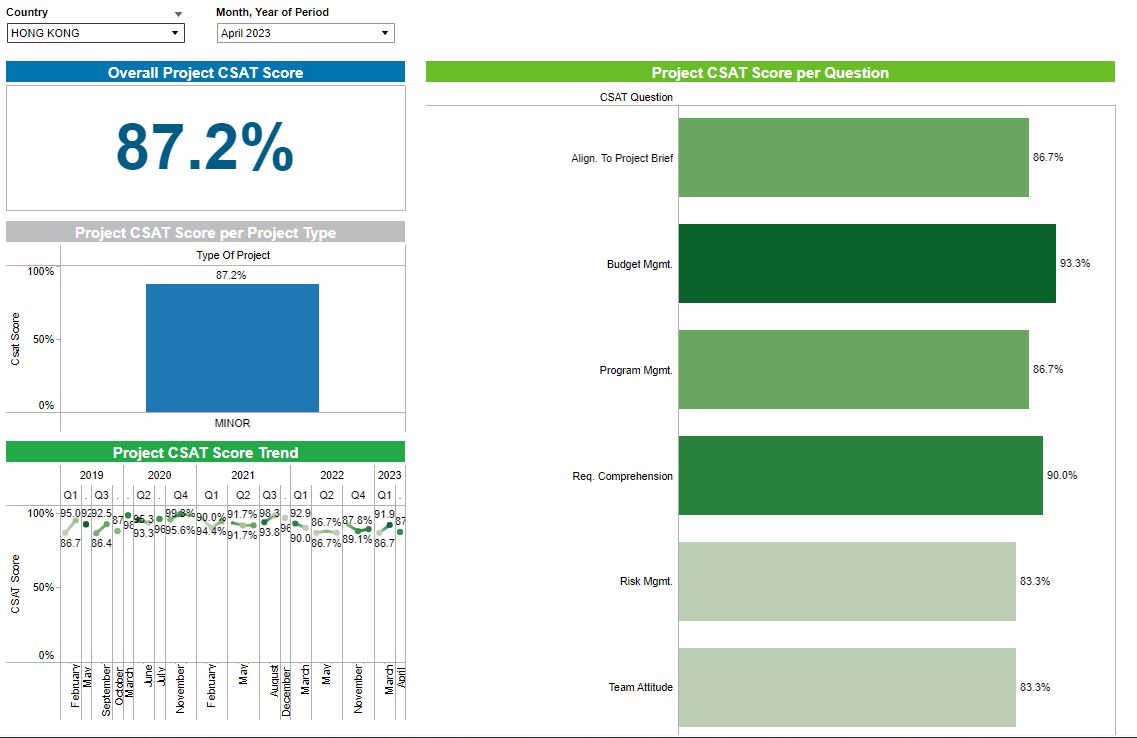 Country
HONG KONG
Month, Year of Period
April 2023
Overall Project CSAT Score
87.2%
Project CSAT Score per Project Type
Type Of Project
100%
87.2%
50%
0%
Csat Score
MINOR
Project CSAT Score Trend
2019 2020 2021 2022 2023
Q1 . Q3 . . Q2 . Q4 Q1 Q2 Q3 . Q1 Q2 Q4 Q1 .
100%
95.0 92.5 95.3 99.8% 90.0% 91.7% 98.3 92.9 86.7% 87.8% 91.9 87
86.7 86.4 93.3 95.6% 94.4% 91.7% 93.8 90.0 86.7% 89.1% 86.7
50%
0%
CSAT Score
February May September October March June July November February May August December March May November March April
Project CSAT Score per Question
CSAT Question
Align. To Project Brief 86.7%
Budget Mgmt. 93.3%
Program Mgmt. 86.7%
Req. Comprehension 90.0%
Risk Mgmt. 83.3%
Team Attitude 83.3%